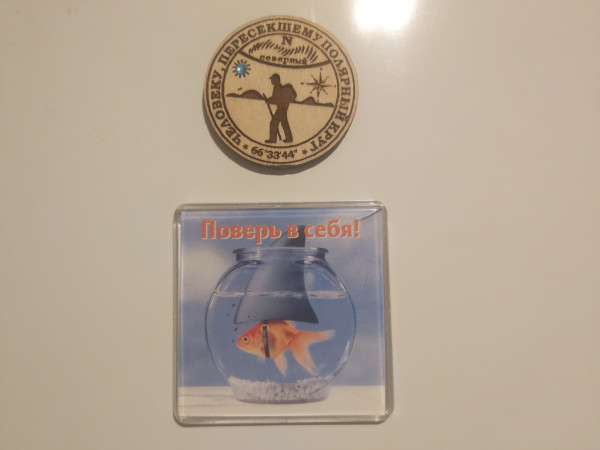 ЧЕЛОВЕКУ, ПЕРЕСЕКШЕМУ ПОЛЯРНЫЙ КРУГ
N
северный
* 66°33'44" *
Поверь в себя!